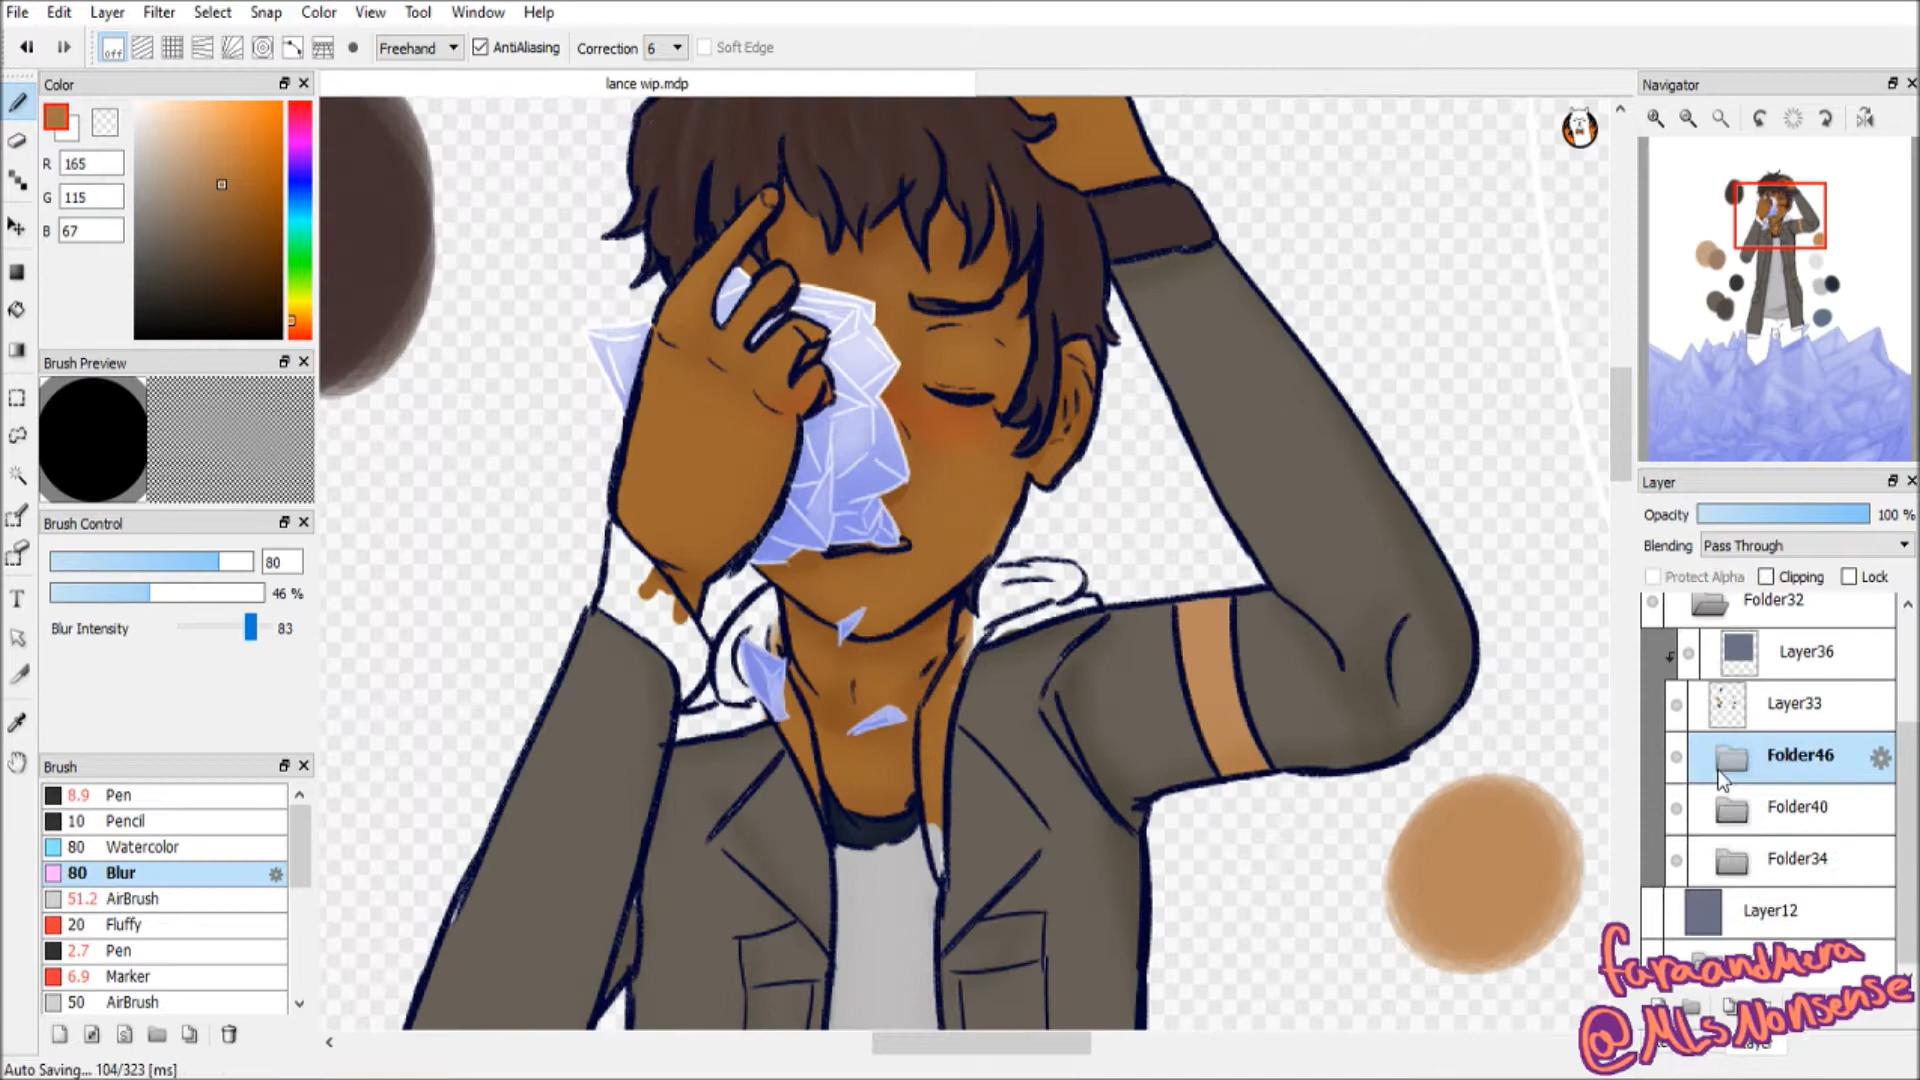 File Edit Layer Filter Select Snap Color View Tool Window Help
off Freehand AntiAliasing Correction 6 Soft Edge
Color
lance wip.mdp
Navigator
R 165
G 115
B 67
Brush Preview
Layer
Opacity 100 %
Brush Control
Blending Pass Through
80
Protect Alpha Clipping Lock
46 %
Folder32
Blur Intensity 83
Layer36
Layer33
Folder46
Brush
8.9 Pen
Folder40
10 Pencil
80 Watercolor
Folder34
80 Blur
51.2 AirBrush
Layer12
20 Fluffy
2.7 Pen
faraandMera
6.9 Marker
50 AirBrush
@MLsNonsense
Layer
Auto Saving... 104/323 [ms]